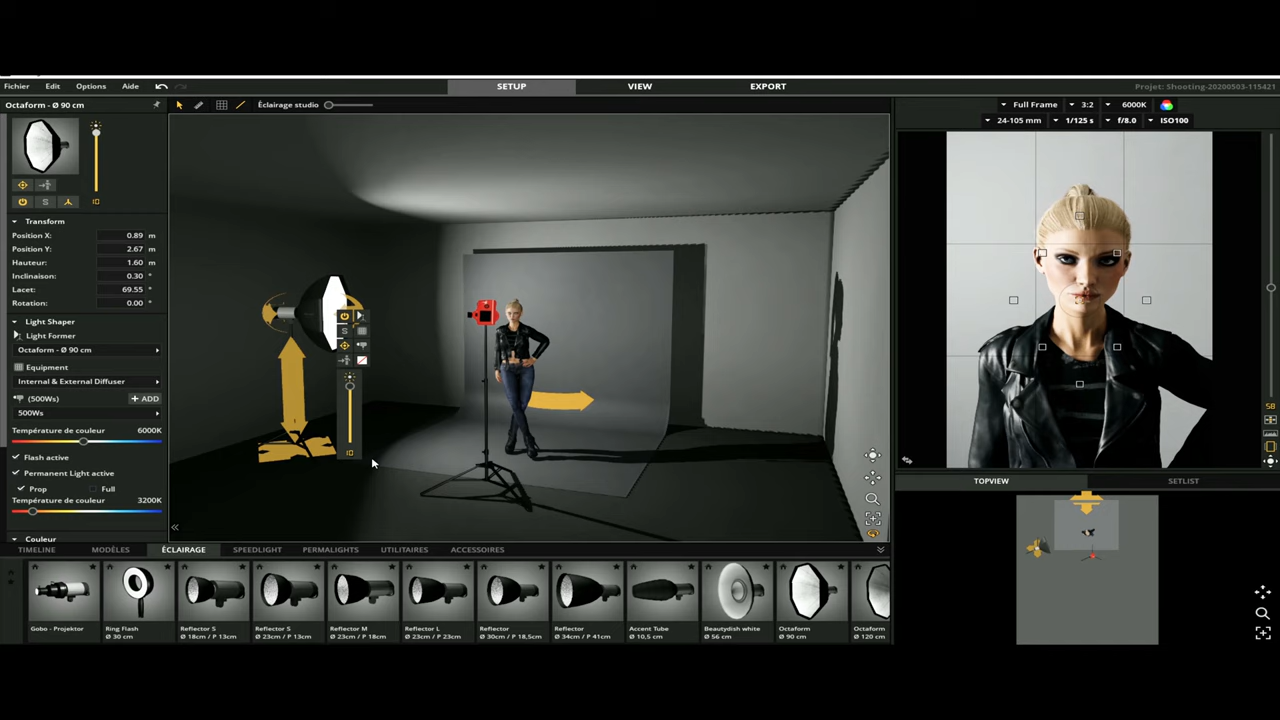 Fichier Edit Options Aide
SETUP VIEW EXPORT
Projet: Shooting-20200503-115421
Octaform - Ø 90 cm
Éclairage studio
Full Frame 3:2 6000K
24-105 mm 1/125 s f/8.0 ISO100
S
10
Transform
Position X: 0.89 m
Position Y: 2.67 m
Hauteur: 1.60 m
Inclinaison: 0.30 °
Lacet: 69.55 °
Rotation: 0.00 °
Light Shaper
Light Former
Octaform - Ø 90 cm
Equipment
Internal & External Diffuser
(500Ws) ADD
500Ws
Température de couleur 6000K
Flash active
Permanent Light active
Prop Full
Température de couleur 3200K
Couleur
S
10
58
TOPVIEW SETLIST
TIMELINE MODÈLES ÉCLAIRAGE SPEEDLIGHT PERMALIGHTS UTILITAIRES ACCESSOIRES
Gobo - Projektor
Ring Flash
Ø 30 cm
Reflector S
Ø 18cm / P 13cm
Reflector S
Ø 23cm / P 13cm
Reflector M
Ø 23cm / P 18cm
Reflector L
Ø 23cm / P 23cm
Reflector
Ø 30cm / P 18,5cm
Reflector
Ø 34cm / P 41cm
Accent Tube
Ø 10,5 cm
Beautydish white
Ø 56 cm
Octaform
Ø 90 cm
Octaform
Ø 120 cm